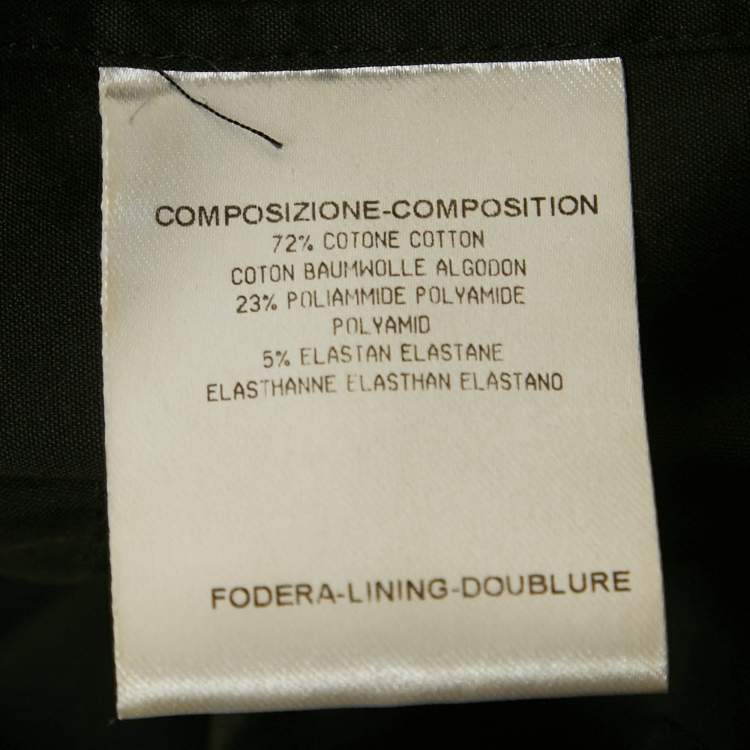 COMPOSIZIONE-COMPOSITION
72% COTONE COTTON
COTON BAUMWOLLE ALGODON
23% POLIAMMIDE POLYAMIDE
POLYAMID
5% ELASTAN ELASTANE
ELASTHANNE ELASTHAN ELASTANO
FODERA-LINING-DOUBLURE